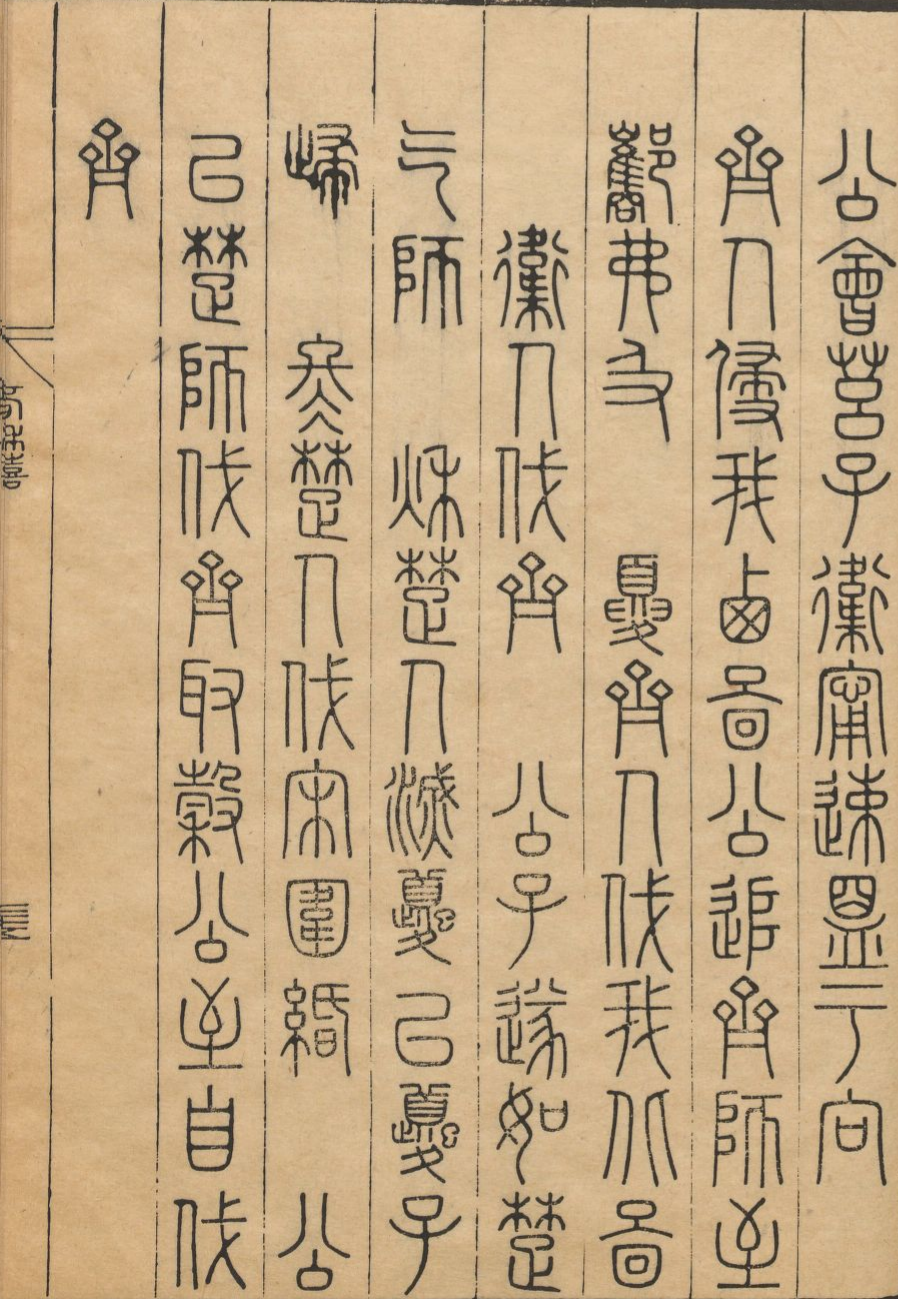 公會莒子衛甯速盟于向
齊人侵我西啚公追齊師至
酅弗及　夏齊人伐我北啚
衛人伐齊　公子遂如楚
乞師　秋楚人滅夔以夔子
歸　冬楚人伐宋圍緡　公
以楚師伐齊取穀公至自伐
齊